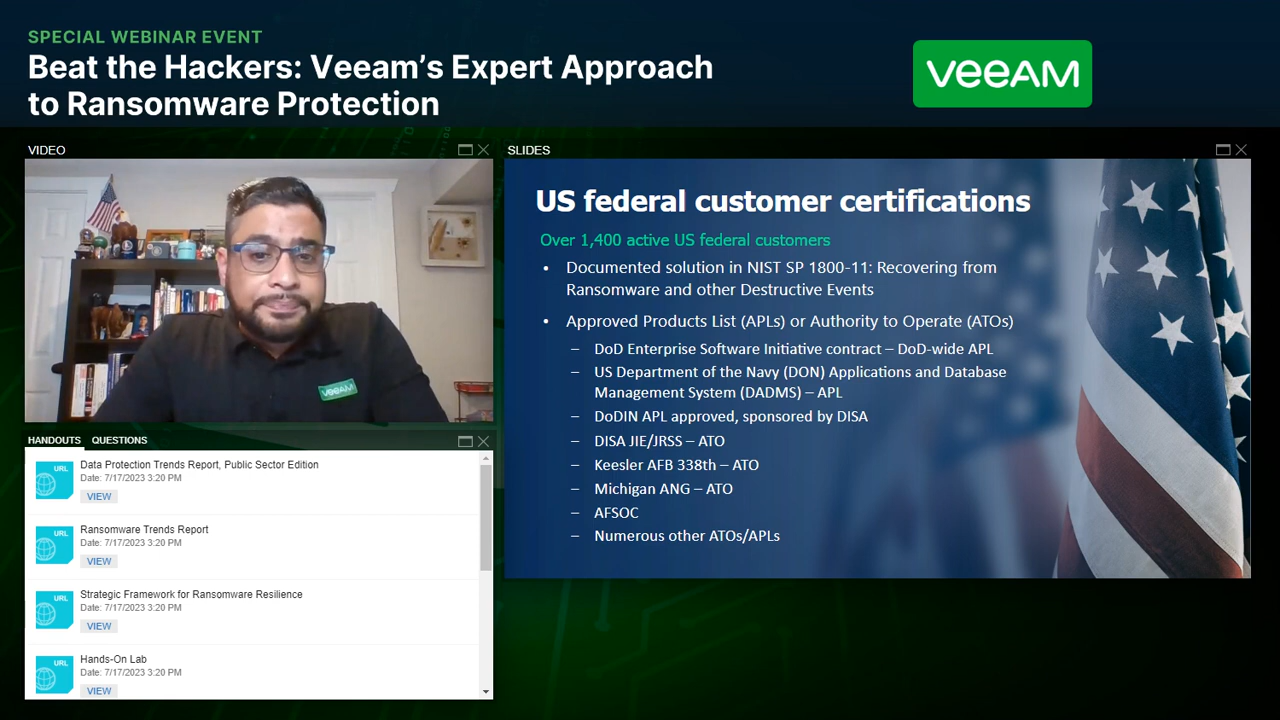 SPECIAL WEBINAR EVENT
Beat the Hackers: Veeam's Expert Approach
to Ransomware Protection
VEEAM
VIDEO
VEEAM
SLIDES
US federal customer certifications
Over 1,400 active US federal customers
• Documented solution in NIST SP 1800-11: Recovering from
Ransomware and other Destructive Events
• Approved Products List (APLs) or Authority to Operate (ATOs)
– DoD Enterprise Software Initiative contract – DoD-wide APL
– US Department of the Navy (DON) Applications and Database
Management System (DADMS) – APL
– DoDIN APL approved, sponsored by DISA
– DISA JIE/JRSS – ATO
– Keesler AFB 338th – ATO
– Michigan ANG – ATO
– AFSOC
– Numerous other ATOs/APLs
HANDOUTS QUESTIONS
URL
Data Protection Trends Report, Public Sector Edition
Date: 7/17/2023 3:20 PM
VIEW
URL
Ransomware Trends Report
Date: 7/17/2023 3:20 PM
VIEW
URL
Strategic Framework for Ransomware Resilience
Date: 7/17/2023 3:20 PM
VIEW
URL
Hands-On Lab
Date: 7/17/2023 3:20 PM
VIEW